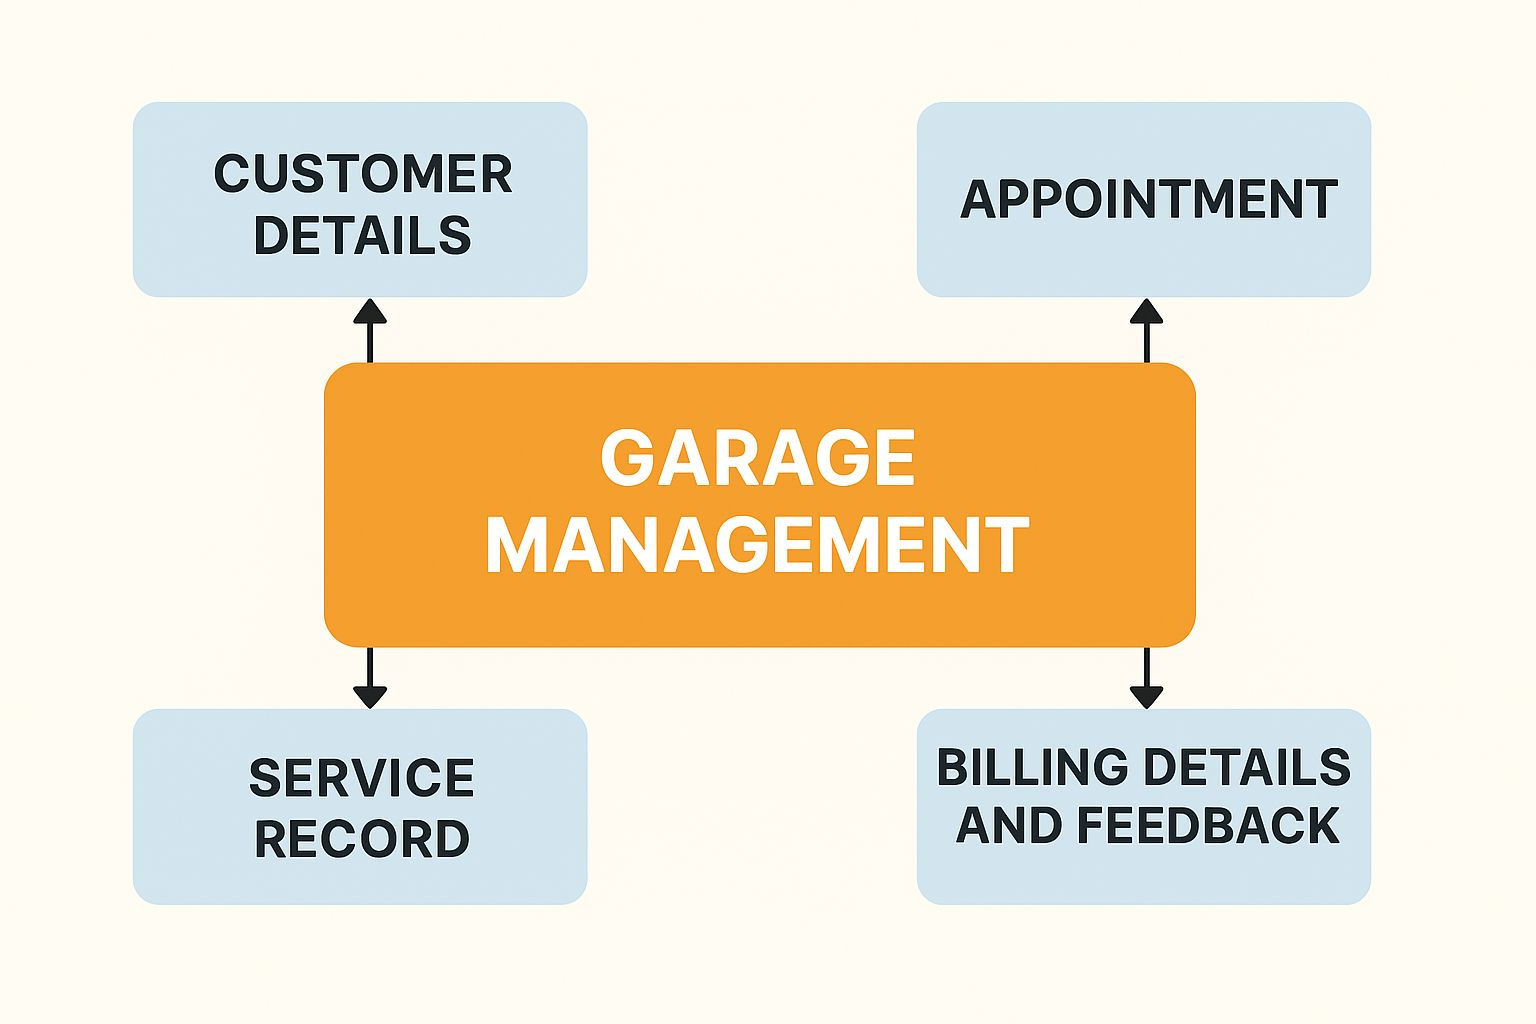 CUSTOMER
DETAILS
APPOINTMENT
GARAGE
MANAGEMENT
SERVICE
RECORD
BILLING DETAILS
AND FEEDBACK